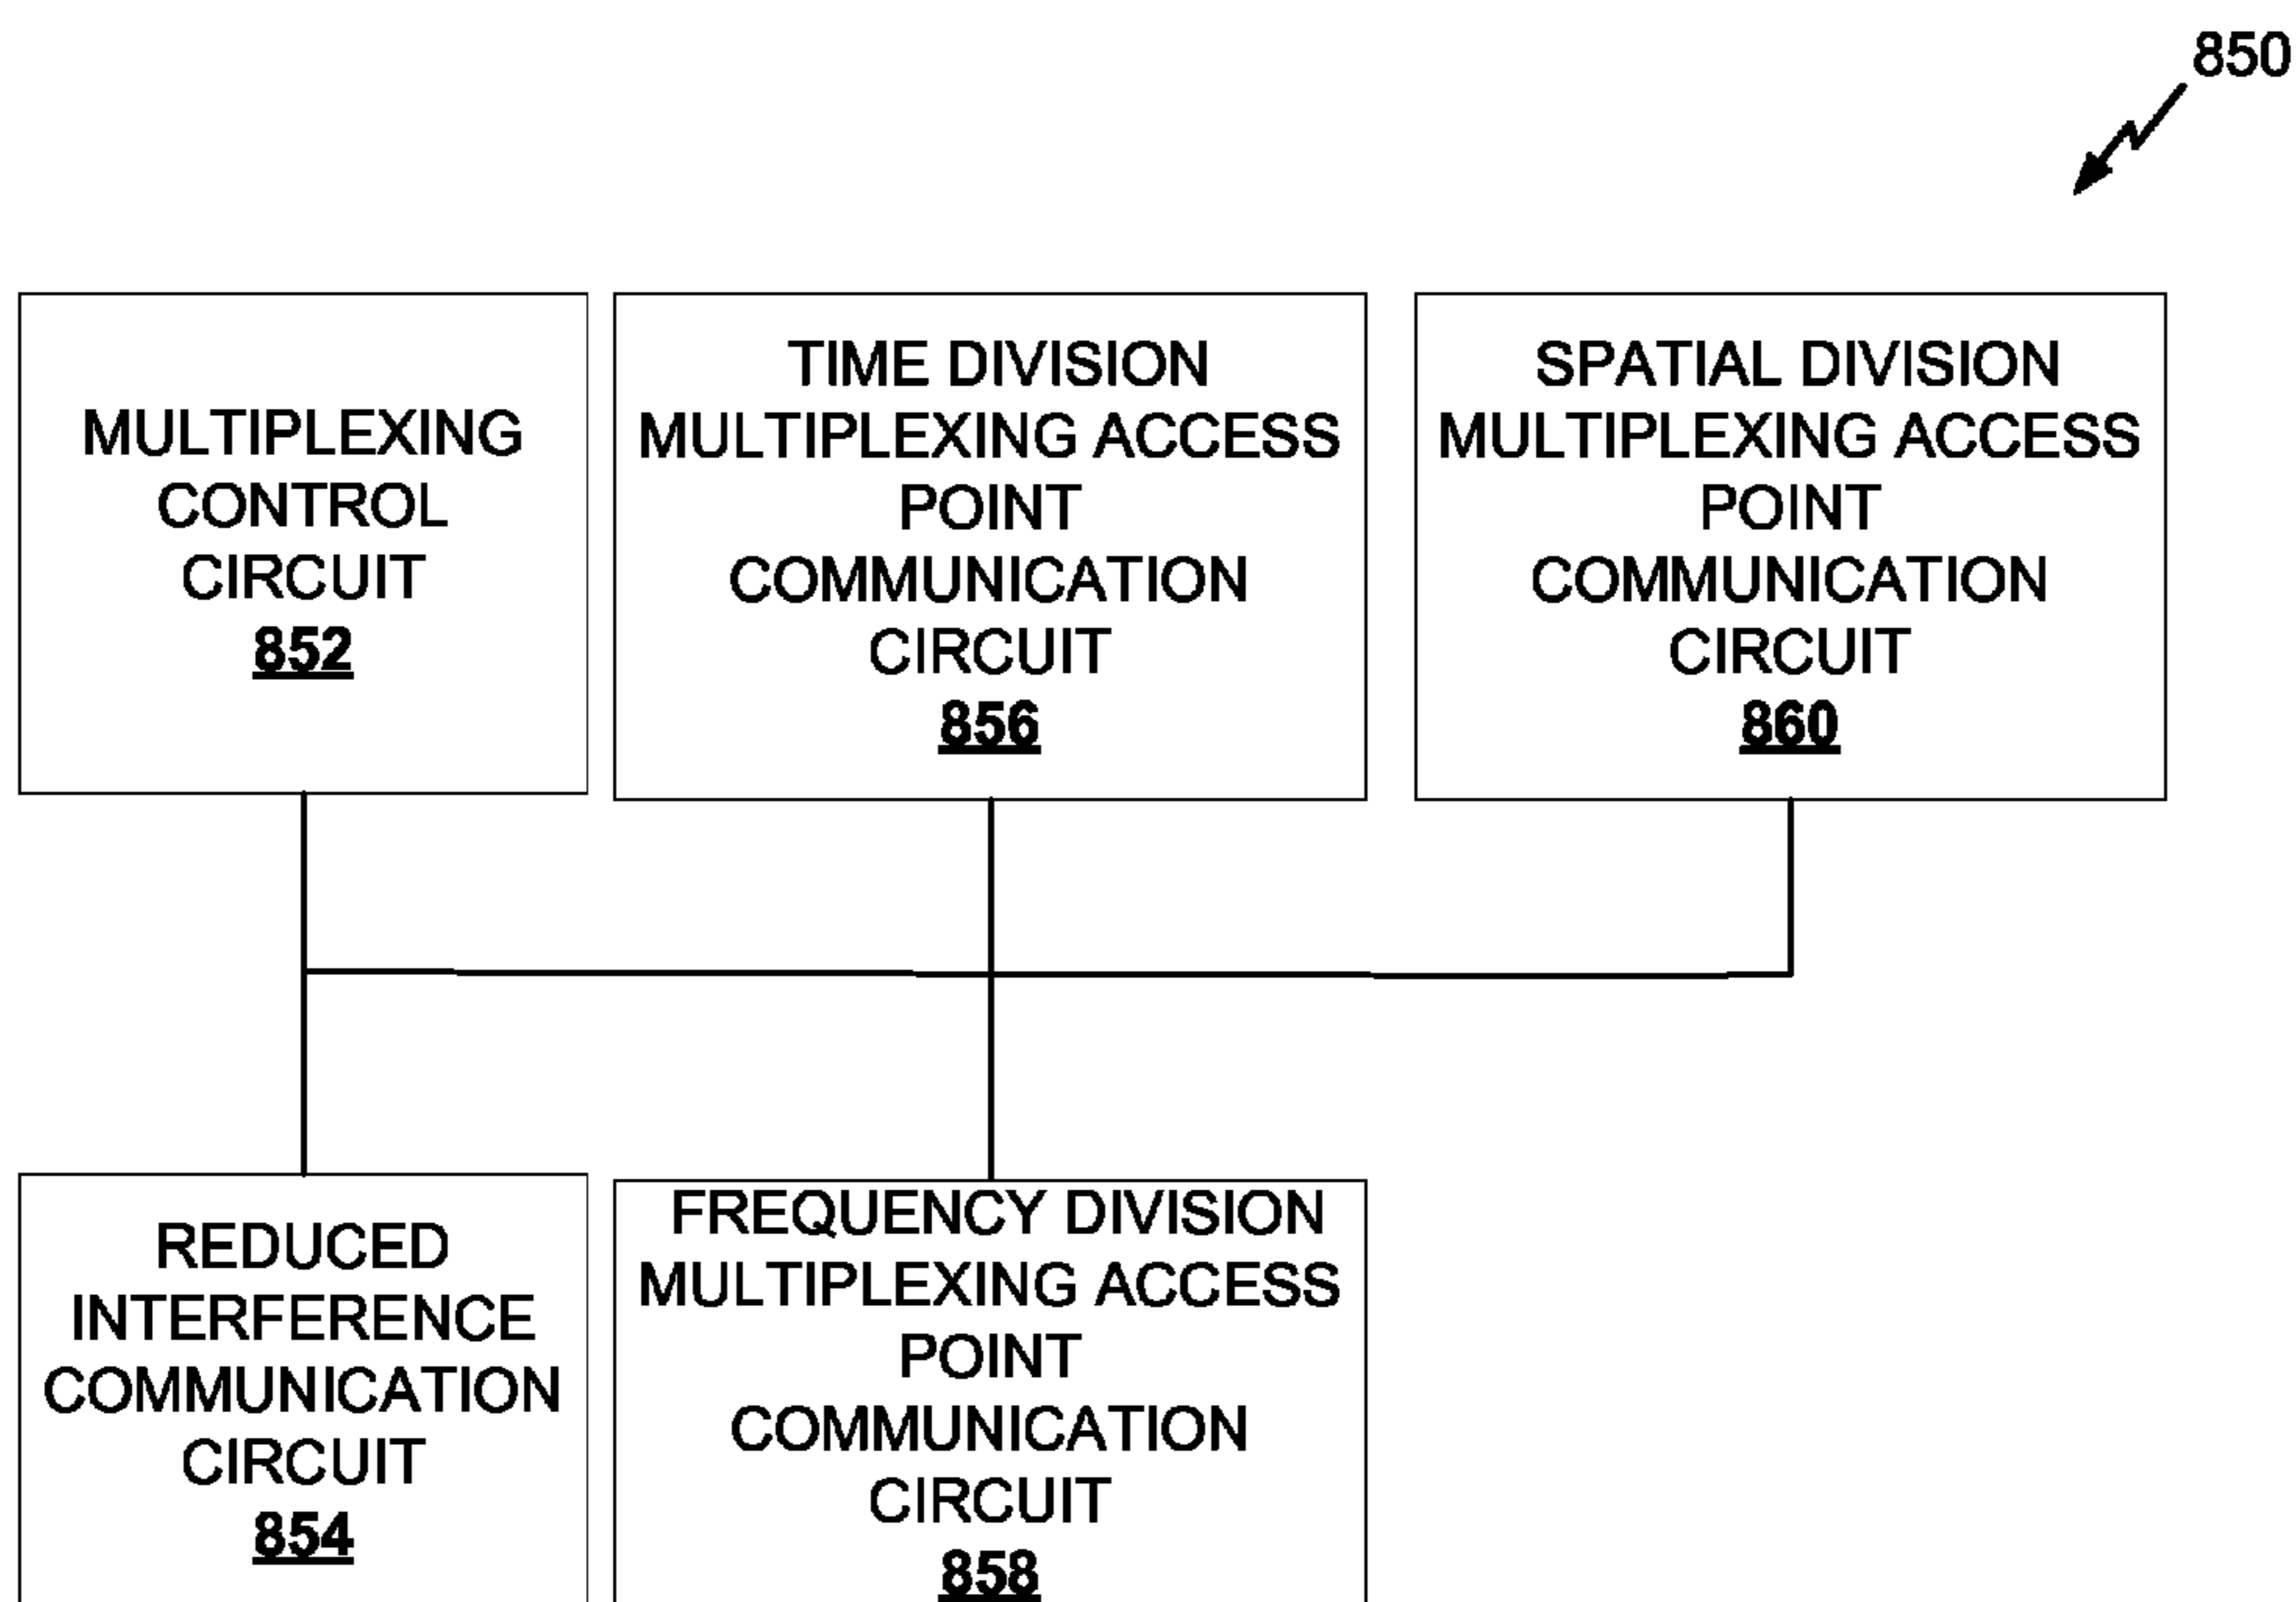 850
MULTIPLEXING
CONTROL
CIRCUIT
852
TIME DIVISION
MULTIPLEXING ACCESS
POINT
COMMUNICATION
CIRCUIT
856
SPATIAL DIVISION
MULTIPLEXING ACCESS
POINT
COMMUNICATION
CIRCUIT
860
REDUCED
INTERFERENCE
COMMUNICATION
CIRCUIT
854
FREQUENCY DIVISION
MULTIPLEXING ACCESS
POINT
COMMUNICATION
CIRCUIT
858